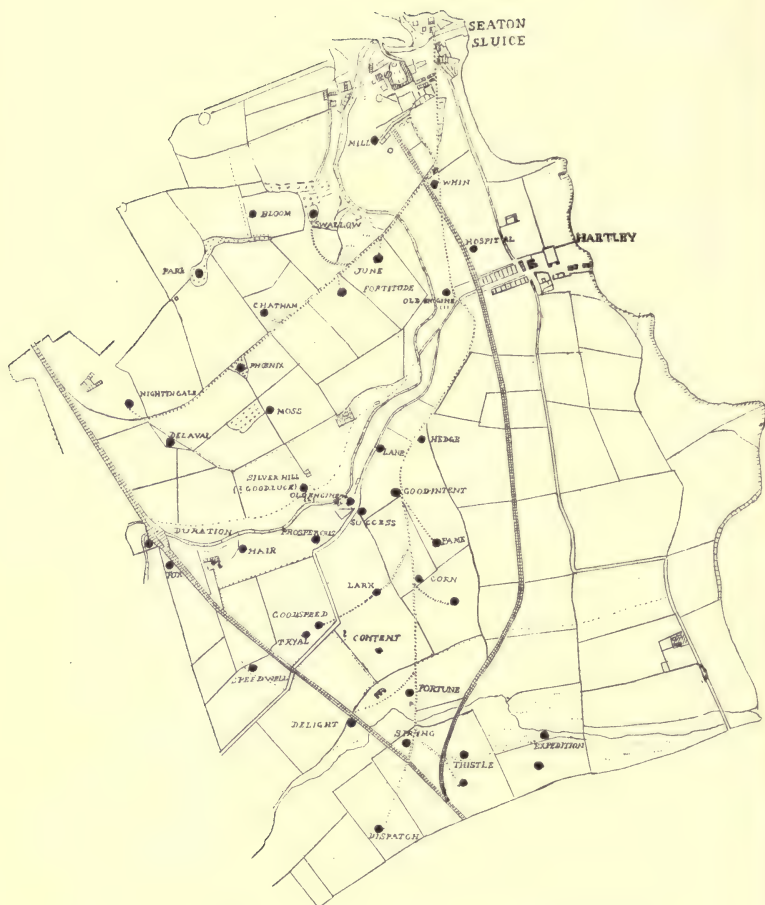 SEATON
SLUICE
MILL
WHIN
BLOOM
SWALLOW
HOSPITAL
HARTLEY
JUNE
PARK
FORTITUDE
OLD ENGINE
CHATHAM
PHOENIX
NIGHTINGALE
MOSS
DELAVAL
HEDGE
LANE
SILVER HILL
(? GOODLUCK)
OLD ENGINE
GOODINTENT
SUCCESS
DURATION
PROSPEROUS
HAIR
FOX
CORN
LARK
GOODSPEED
TRYAL
? CONTENT
SPEEDWELL
FORTUNE
DELIGHT
SPRING
EXPEDITION
THISTLE
DISPATCH